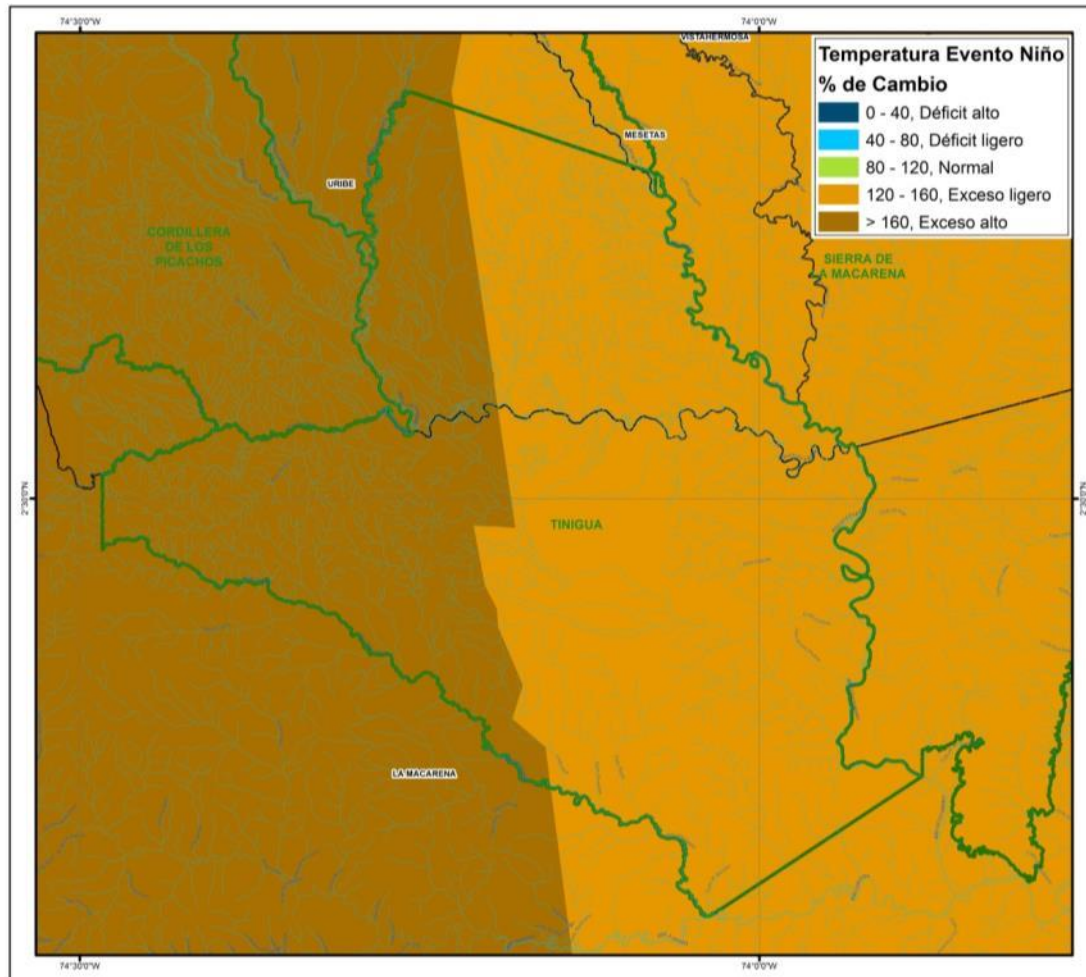 74°30'0"W
74°0'0"W
VISTAHERMOSA
Temperatura Evento Niño
% de Cambio
0 - 40, Déficit alto
40 - 80, Déficit ligero
80 - 120, Normal
120 - 160, Exceso ligero
> 160, Exceso alto
MESETAS
URIBE
CORDILLERA
DE LOS
PICACHOS
SIERRA DE
LA MACARENA
2°30'0"N
2°30'0"N
TINIGUA
LA MACARENA
74°30'0"W
74°0'0"W